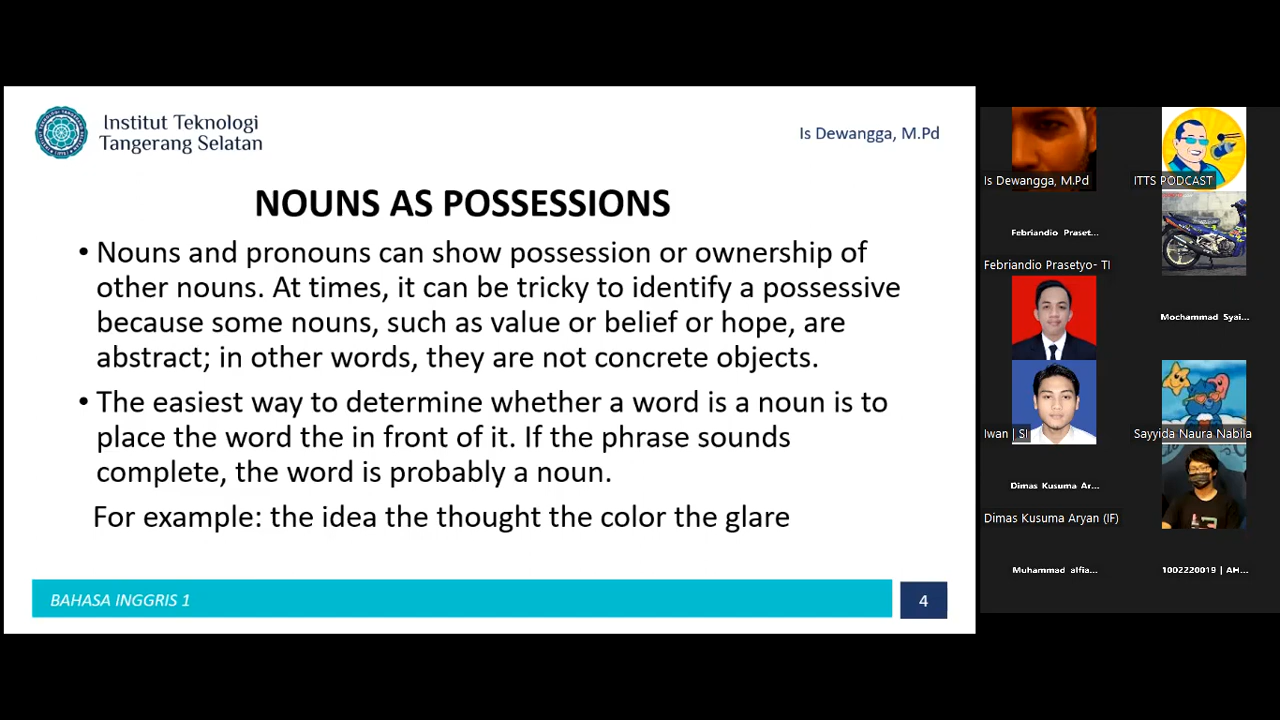 Institut Teknologi
Tangerang Selatan
Is Dewangga, M.Pd
NOUNS AS POSSESSIONS
• Nouns and pronouns can show possession or ownership of
other nouns. At times, it can be tricky to identify a possessive
because some nouns, such as value or belief or hope, are
abstract; in other words, they are not concrete objects.
• The easiest way to determine whether a word is a noun is to
place the word the in front of it. If the phrase sounds
complete, the word is probably a noun.
For example: the idea the thought the color the glare
BAHASA INGGRIS 1
4
Is Dewangga, M.Pd
ITTS PODCAST
Febriandio Praset...
Febriandio Prasetyo- TI
Mochammad Syai...
Iwan | SI
Sayyida Naura Nabila
Dimas Kusuma Ar...
Dimas Kusuma Aryan (IF)
Muhammad alfia...
1002220019 | AH...